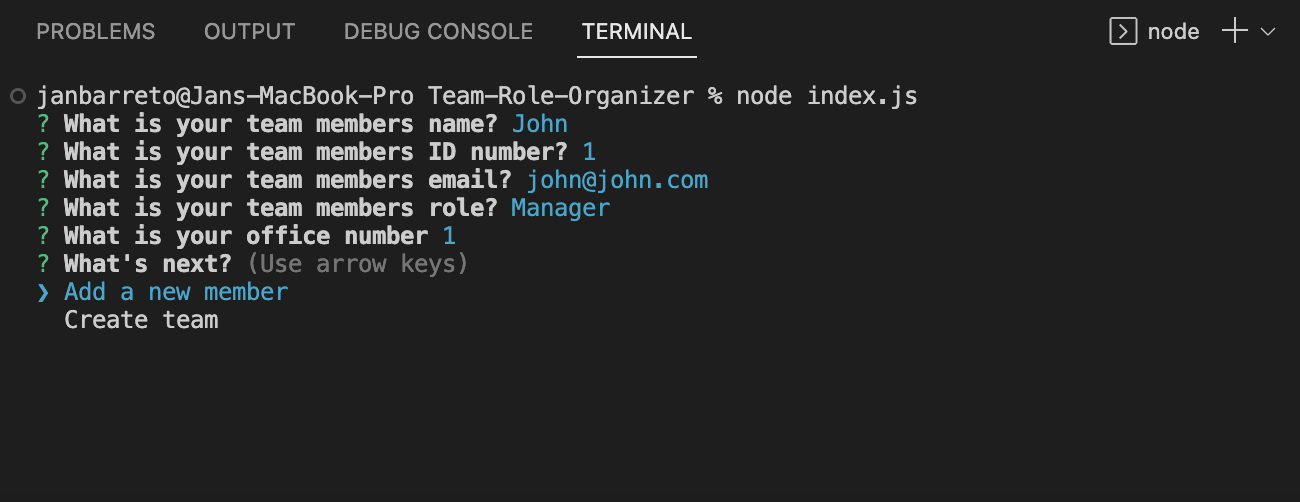 PROBLEMS OUTPUT DEBUG CONSOLE TERMINAL node
janbarreto@Jans-MacBook-Pro Team-Role-Organizer % node index.js
? What is your team members name? John
? What is your team members ID number? 1
? What is your team members email? john@john.com
? What is your team members role? Manager
? What is your office number 1
? What's next? (Use arrow keys)
❯ Add a new member
Create team